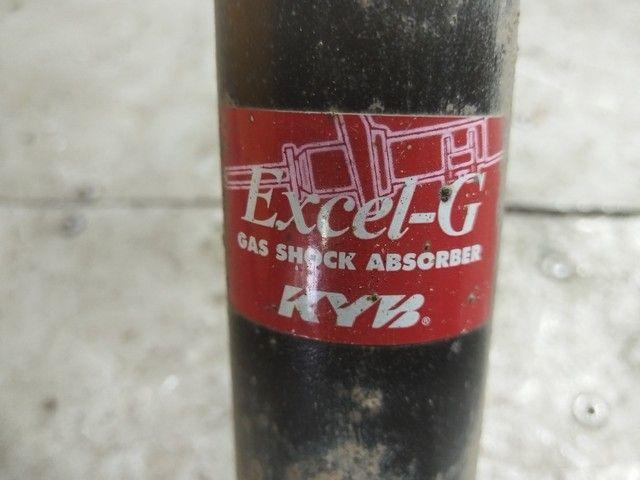 Excel-G
GAS SHOCK ABSORBER
KYB®